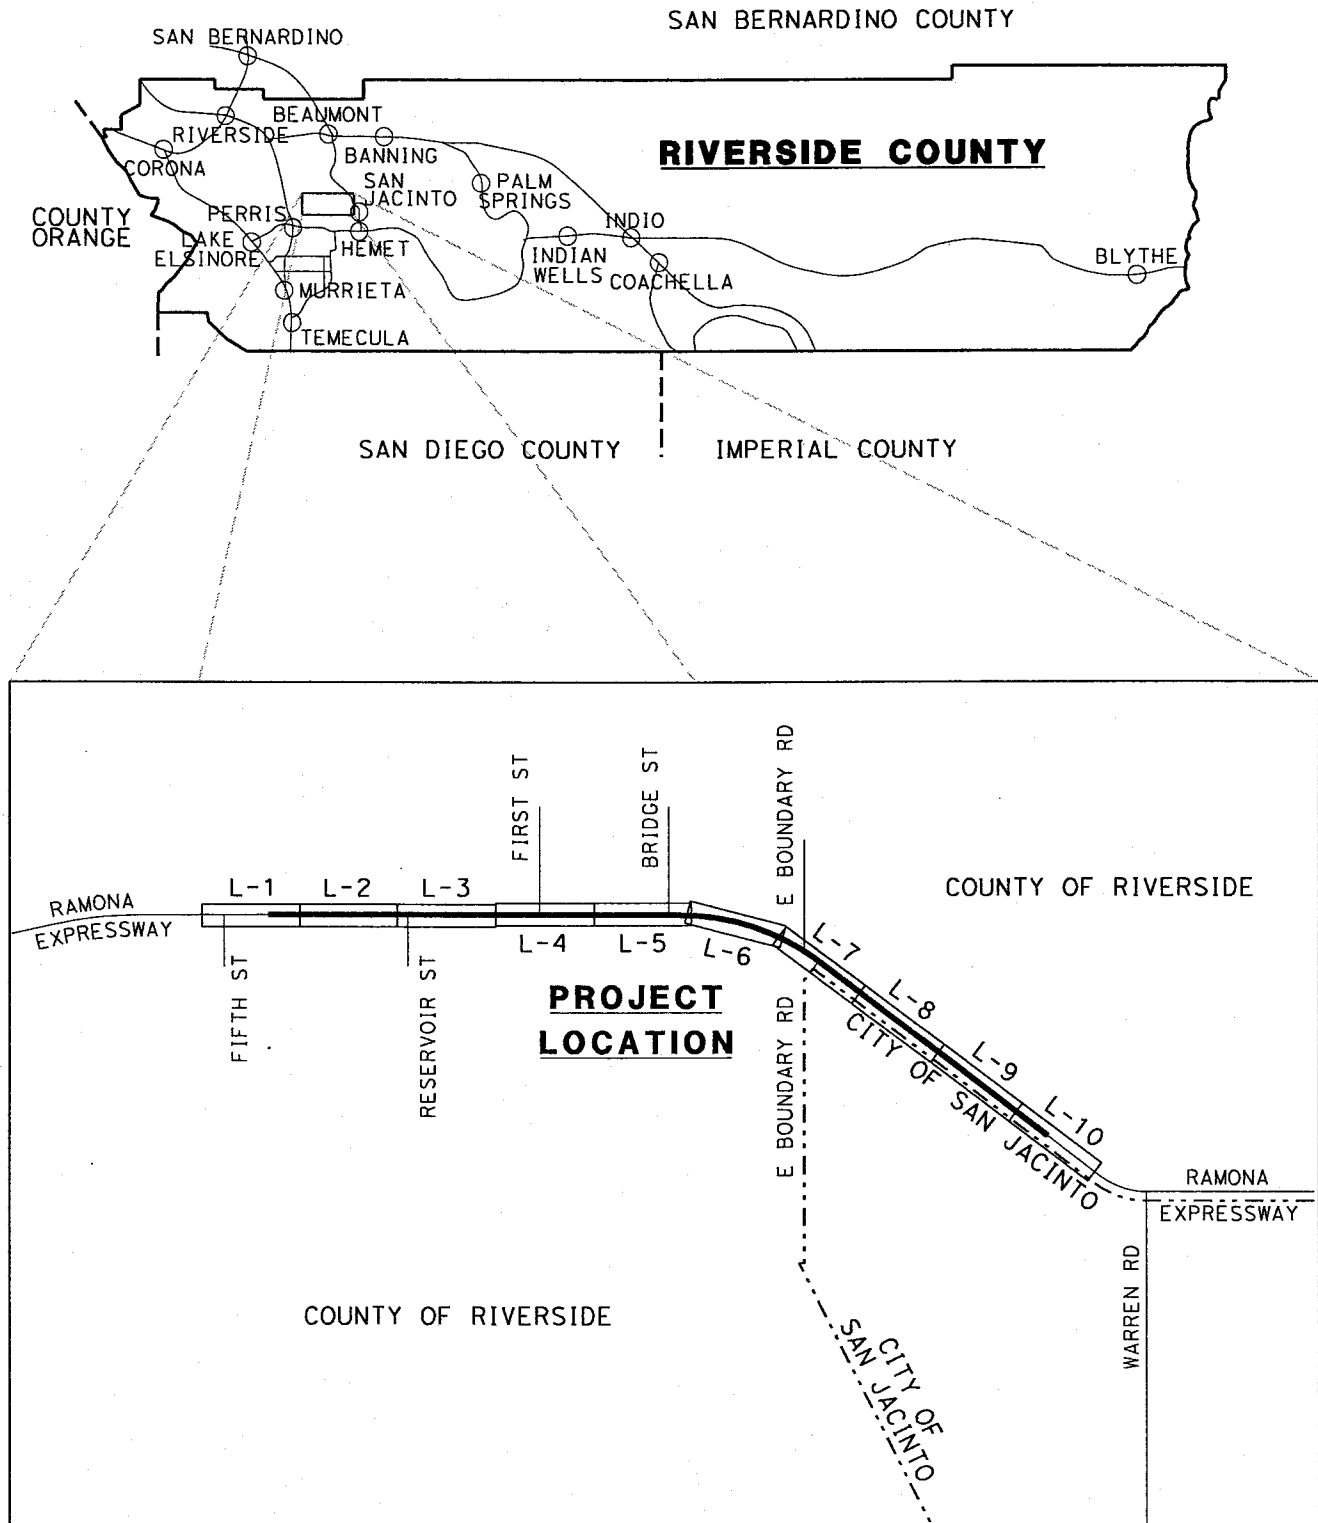 SAN BERNARDINO COUNTY
SAN BERNARDINO
BEAUMONT
RIVERSIDE
BANNING
RIVERSIDE COUNTY
CORONA
SAN
JACINTO
PALM
SPRINGS
COUNTY
ORANGE
PERRIS
LAKE
ELSINORE
HEMET
INDIO
INDIAN
WELLS
COACHELLA
BLYTHE
MURRIETA
TEMECULA
SAN DIEGO COUNTY
IMPERIAL COUNTY
FIRST ST
BRIDGE ST
E BOUNDARY RD
COUNTY OF RIVERSIDE
RAMONA
EXPRESSWAY
L-1
L-2
L-3
L-4
L-5
L-6
L-7
L-8
L-9
L-10
FIFTH ST
RESERVOIR ST
PROJECT
LOCATION
E BOUNDARY RD
CITY OF SAN JACINTO
RAMONA
EXPRESSWAY
WARREN RD
COUNTY OF RIVERSIDE
CITY OF
SAN JACINTO